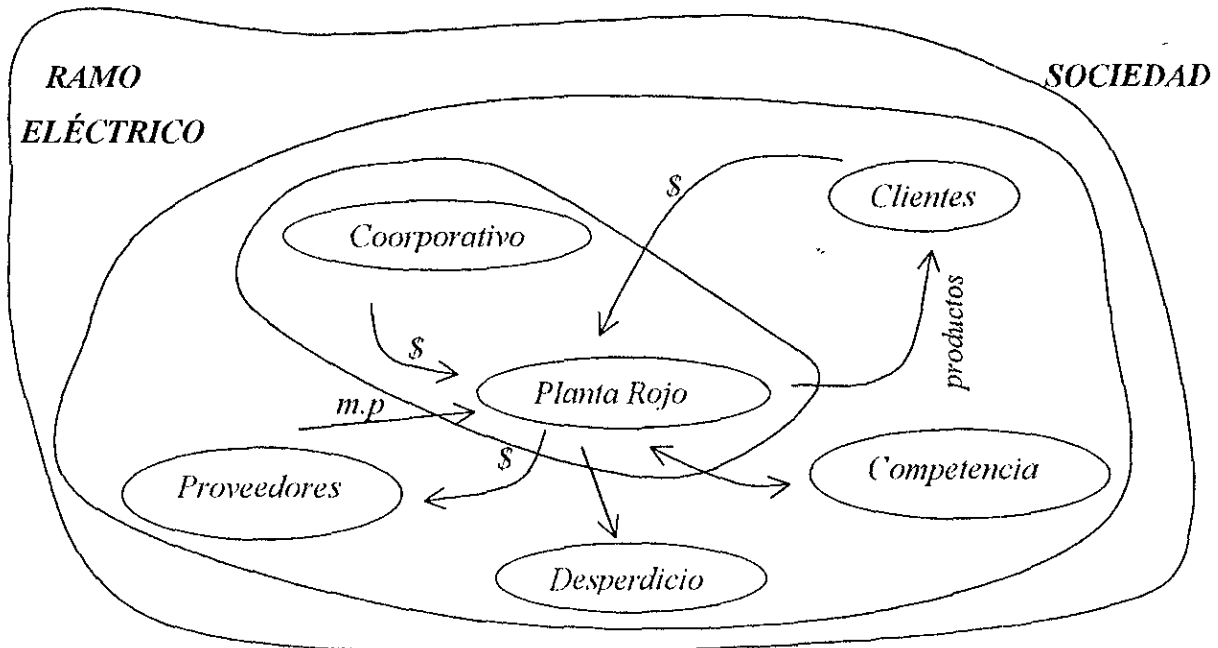 RAMO
ELÉCTRICO
SOCIEDAD
$
Clientes
Coorporativo
productos
$
Planta Rojo
m.p
$
Proveedores
Competencia
Desperdicio